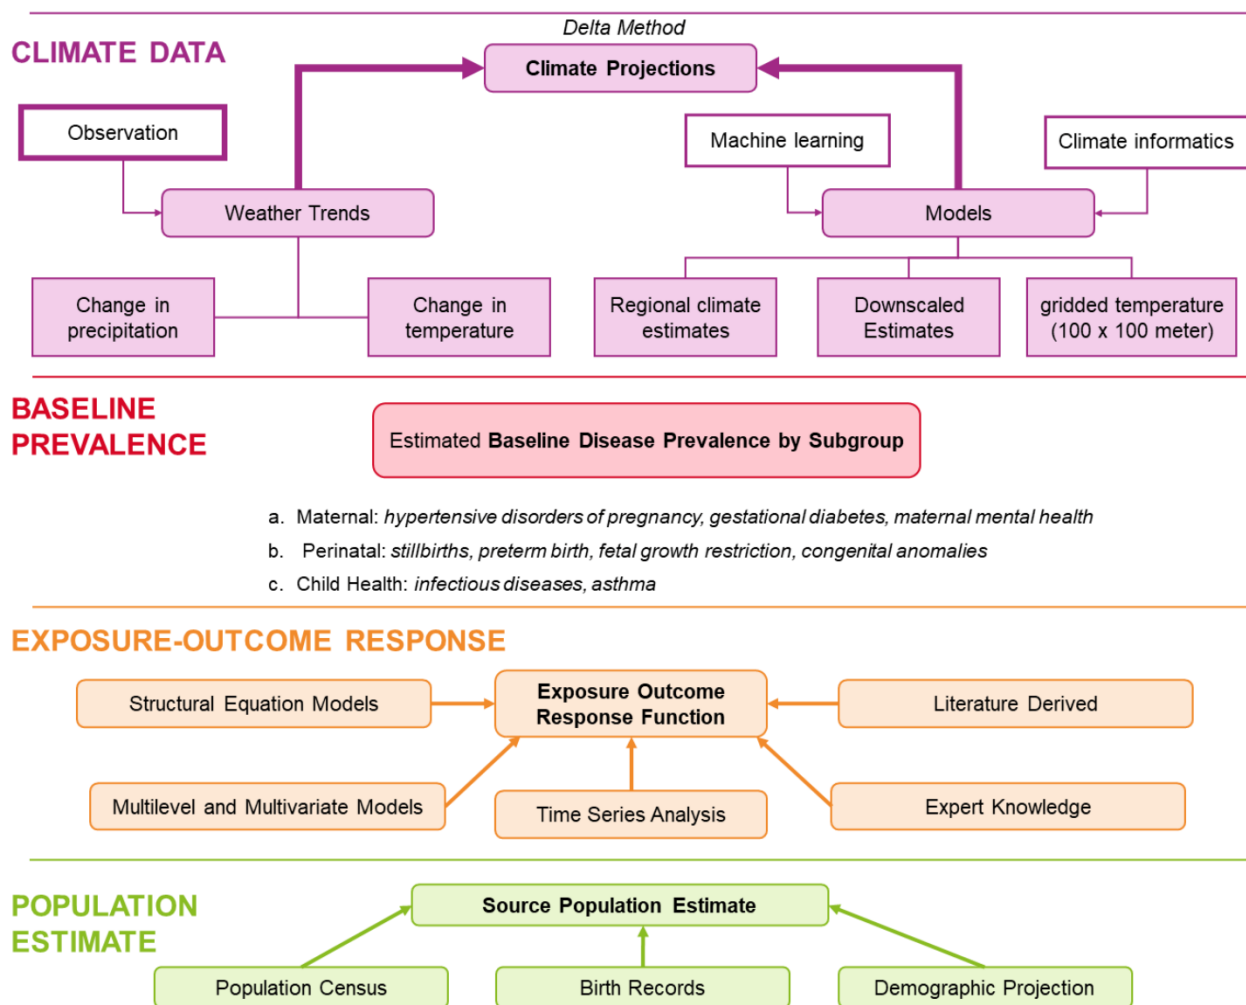 Delta Method
CLIMATE DATA
Climate Projections
Observation
Machine learning
Climate informatics
Weather Trends
Models
Change in
precipitation
Change in
temperature
Regional climate
estimates
Downscaled
Estimates
gridded temperature
(100 x 100 meter)
BASELINE
PREVALENCE
Estimated Baseline Disease Prevalence by Subgroup
a. Maternal: hypertensive disorders of pregnancy, gestational diabetes, maternal mental health
b. Perinatal: stillbirths, preterm birth, fetal growth restriction, congenital anomalies
c. Child Health: infectious diseases, asthma
EXPOSURE-OUTCOME RESPONSE
Structural Equation Models
Exposure Outcome
Response Function
Literature Derived
Multilevel and Multivariate Models
Time Series Analysis
Expert Knowledge
POPULATION
ESTIMATE
Source Population Estimate
Population Census
Birth Records
Demographic Projection